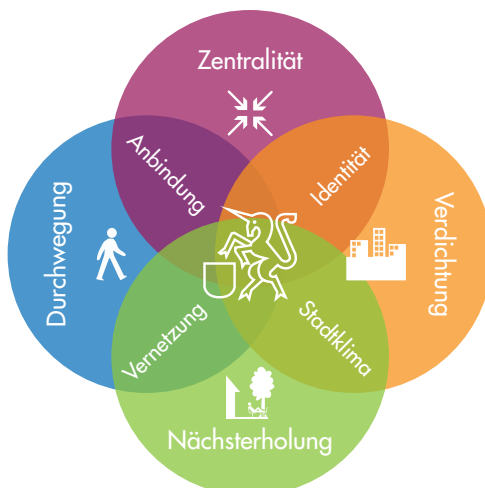 Zentralität
Anbindung
Identität
Durchwegung
Verdichtung
Vernetzung
Stadtklima
Nächsterholung